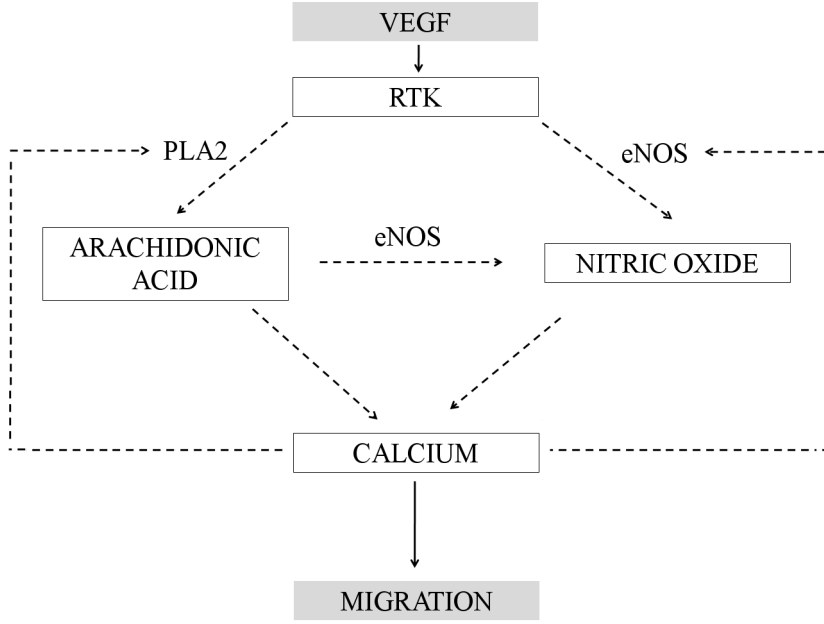 VEGF
RTK
PLA2
eNOS
ARACHIDONIC
ACID
eNOS
NITRIC OXIDE
CALCIUM
MIGRATION